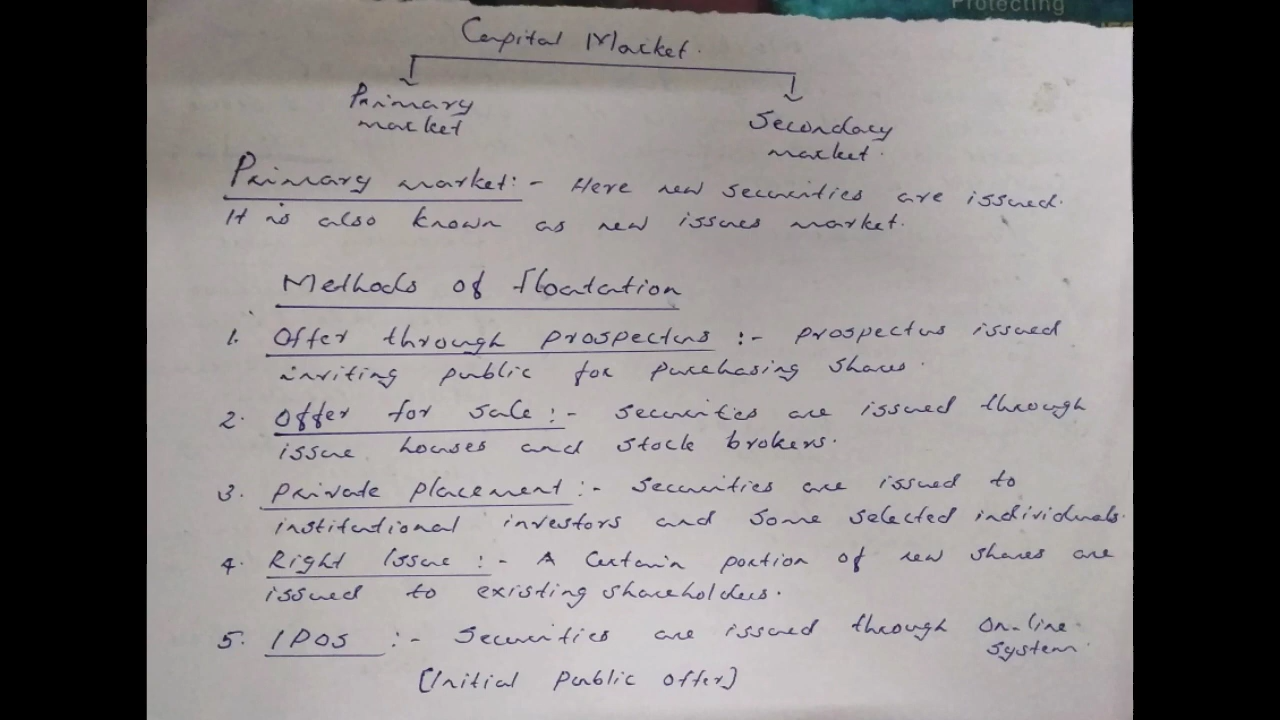 Protecting
Capital Market.
Primary
market
Secondary
market.
Primary market:- Here new securities are issued.
It is also known as new issues market.
Methods of floatation
1. Offer through prospectus :- prospectus issued
inviting public for purchasing shares.
2. Offer for sale :- securities are issued through
issue houses and stock brokers.
3. Private placement :- securities are issued to
institutional investors and some selected individuals.
4. Right Issue :- A certain portion of new shares are
issued to existing shareholders.
5. IPOS :- Securities are issued through on-line
system.
[Initial Public offer]